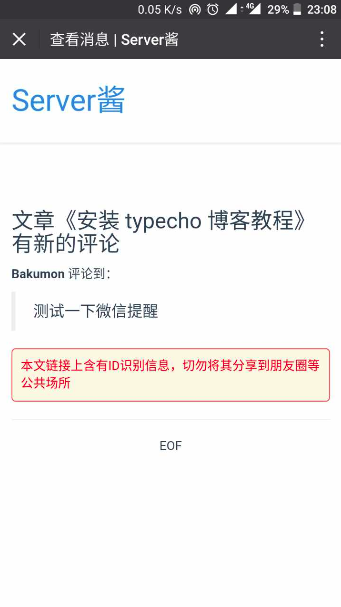 0.05 K/s 4G 29% 23:08
查看消息 | Server酱
Server酱
文章《安装 typecho 博客教程》
有新的评论
Bakumon 评论到：
测试一下微信提醒
本文链接上含有ID识别信息，切勿将其分享到朋友圈等
公共场所
EOF